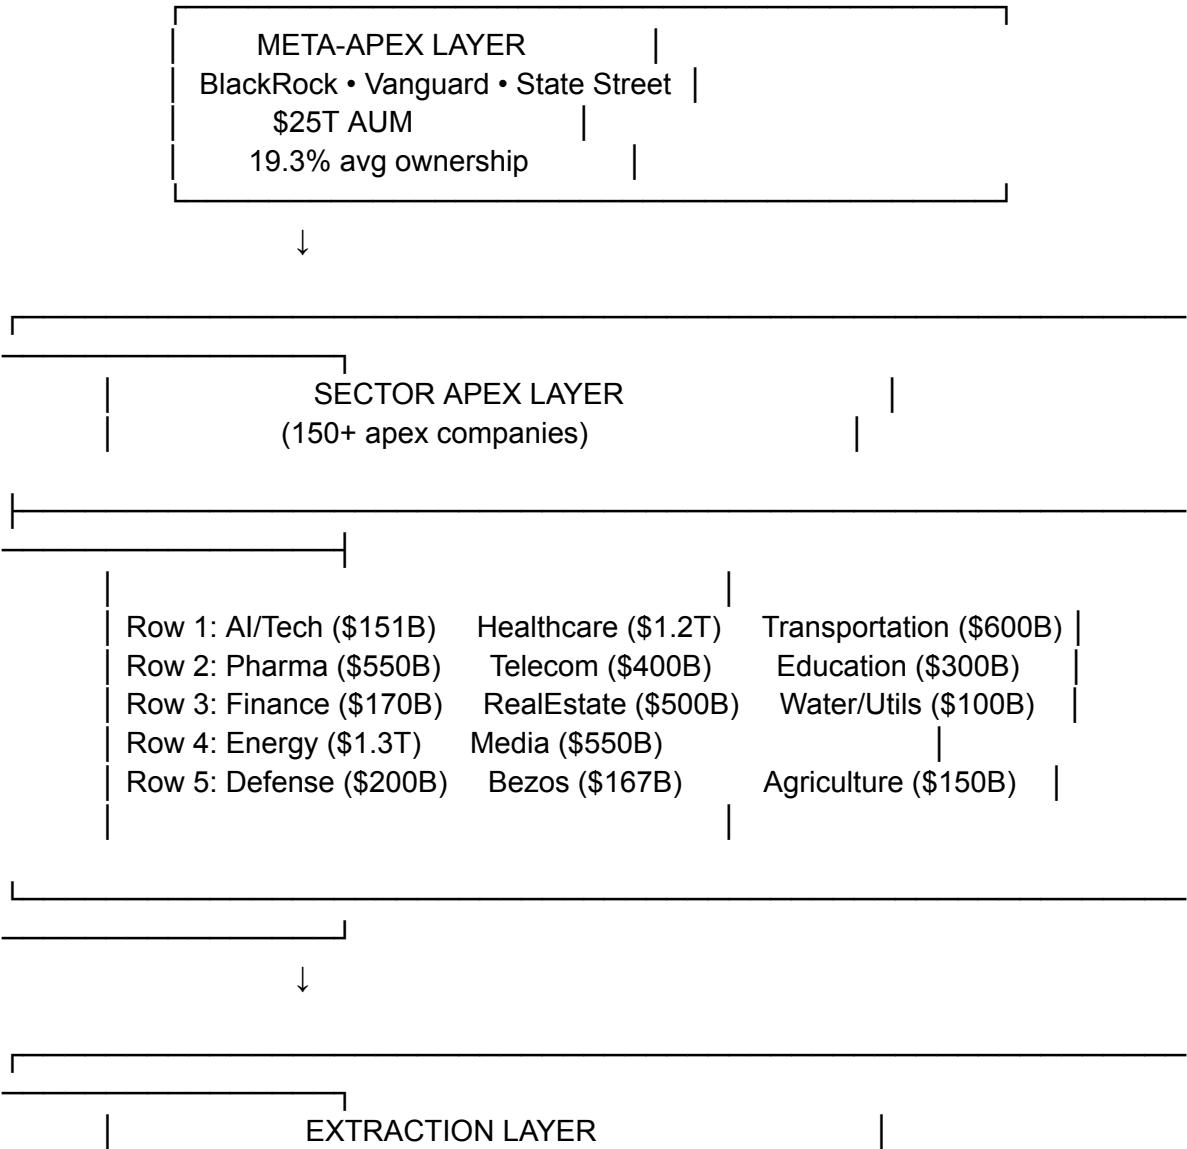 META-APEX LAYER
BlackRock • Vanguard • State Street
$25T AUM
19.3% avg ownership
↓
SECTOR APEX LAYER
(150+ apex companies)
Row 1: AI/Tech ($151B) Healthcare ($1.2T) Transportation ($600B)
Row 2: Pharma ($550B) Telecom ($400B) Education ($300B)
Row 3: Finance ($170B) RealEstate ($500B) Water/Utils ($100B)
Row 4: Energy ($1.3T) Media ($550B)
Row 5: Defense ($200B) Bezos ($167B) Agriculture ($150B)
↓
EXTRACTION LAYER